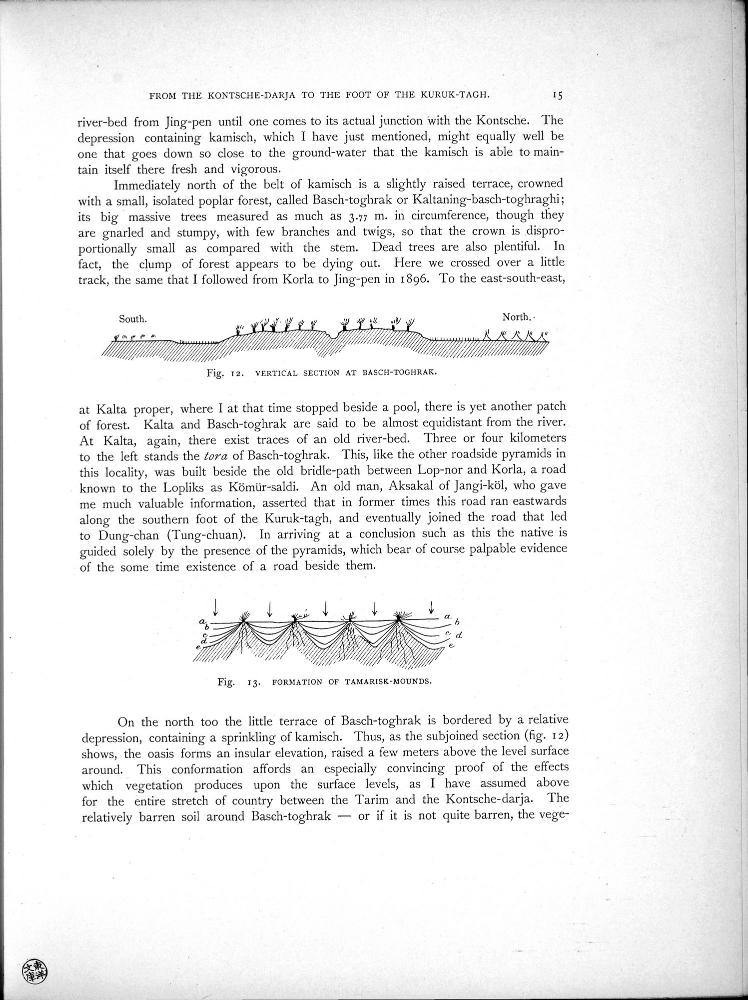 FROM THE KONTSCHE-DARJA TO THE FOOT OF THE KURUK-TAGH. 15
river-bed from Jing-pen until one comes to its actual junction with the Kontsche. The
depression containing kamisch, which I have just mentioned, might equally well be
one that goes down so close to the ground-water that the kamisch is able to main-
tain itself there fresh and vigorous.
Immediately north of the belt of kamisch is a slightly raised terrace, crowned
with a small, isolated poplar forest, called Basch-toghrak or Kaltaning-basch-toghraghi;
its big massive trees measured as much as 3.77 m. in circumference, though they
are gnarled and stumpy, with few branches and twigs, so that the crown is dispro-
portionally small as compared with the stem. Dead trees are also plentiful. In
fact, the clump of forest appears to be dying out. Here we crossed over a little
track, the same that I followed from Korla to Jing-pen in 1896. To the east-south-east,
South. North.
Fig. 12. VERTICAL SECTION AT BASCH-TOGHRAK.
at Kalta proper, where I at that time stopped beside a pool, there is yet another patch
of forest. Kalta and Basch-toghrak are said to be almost equidistant from the river.
At Kalta, again, there exist traces of an old river-bed. Three or four kilometers
to the left stands the tora of Basch-toghrak. This, like the other roadside pyramids in
this locality, was built beside the old bridle-path between Lop-nor and Korla, a road
known to the Lopliks as Kömür-saldi. An old man, Aksakal of Jangi-köl, who gave
me much valuable information, asserted that in former times this road ran eastwards
along the southern foot of the Kuruk-tagh, and eventually joined the road that led
to Dung-chan (Tung-chuan). In arriving at a conclusion such as this the native is
guided solely by the presence of the pyramids, which bear of course palpable evidence
of the some time existence of a road beside them.
a a
b b
c c
d d
e e
Fig. 13. FORMATION OF TAMARISK-MOUNDS.
On the north too the little terrace of Basch-toghrak is bordered by a relative
depression, containing a sprinkling of kamisch. Thus, as the subjoined section (fig. 12)
shows, the oasis forms an insular elevation, raised a few meters above the level surface
around. This conformation affords an especially convincing proof of the effects
which vegetation produces upon the surface levels, as I have assumed above
for the entire stretch of country between the Tarim and the Kontsche-darja. The
relatively barren soil around Basch-toghrak — or if it is not quite barren, the vege-